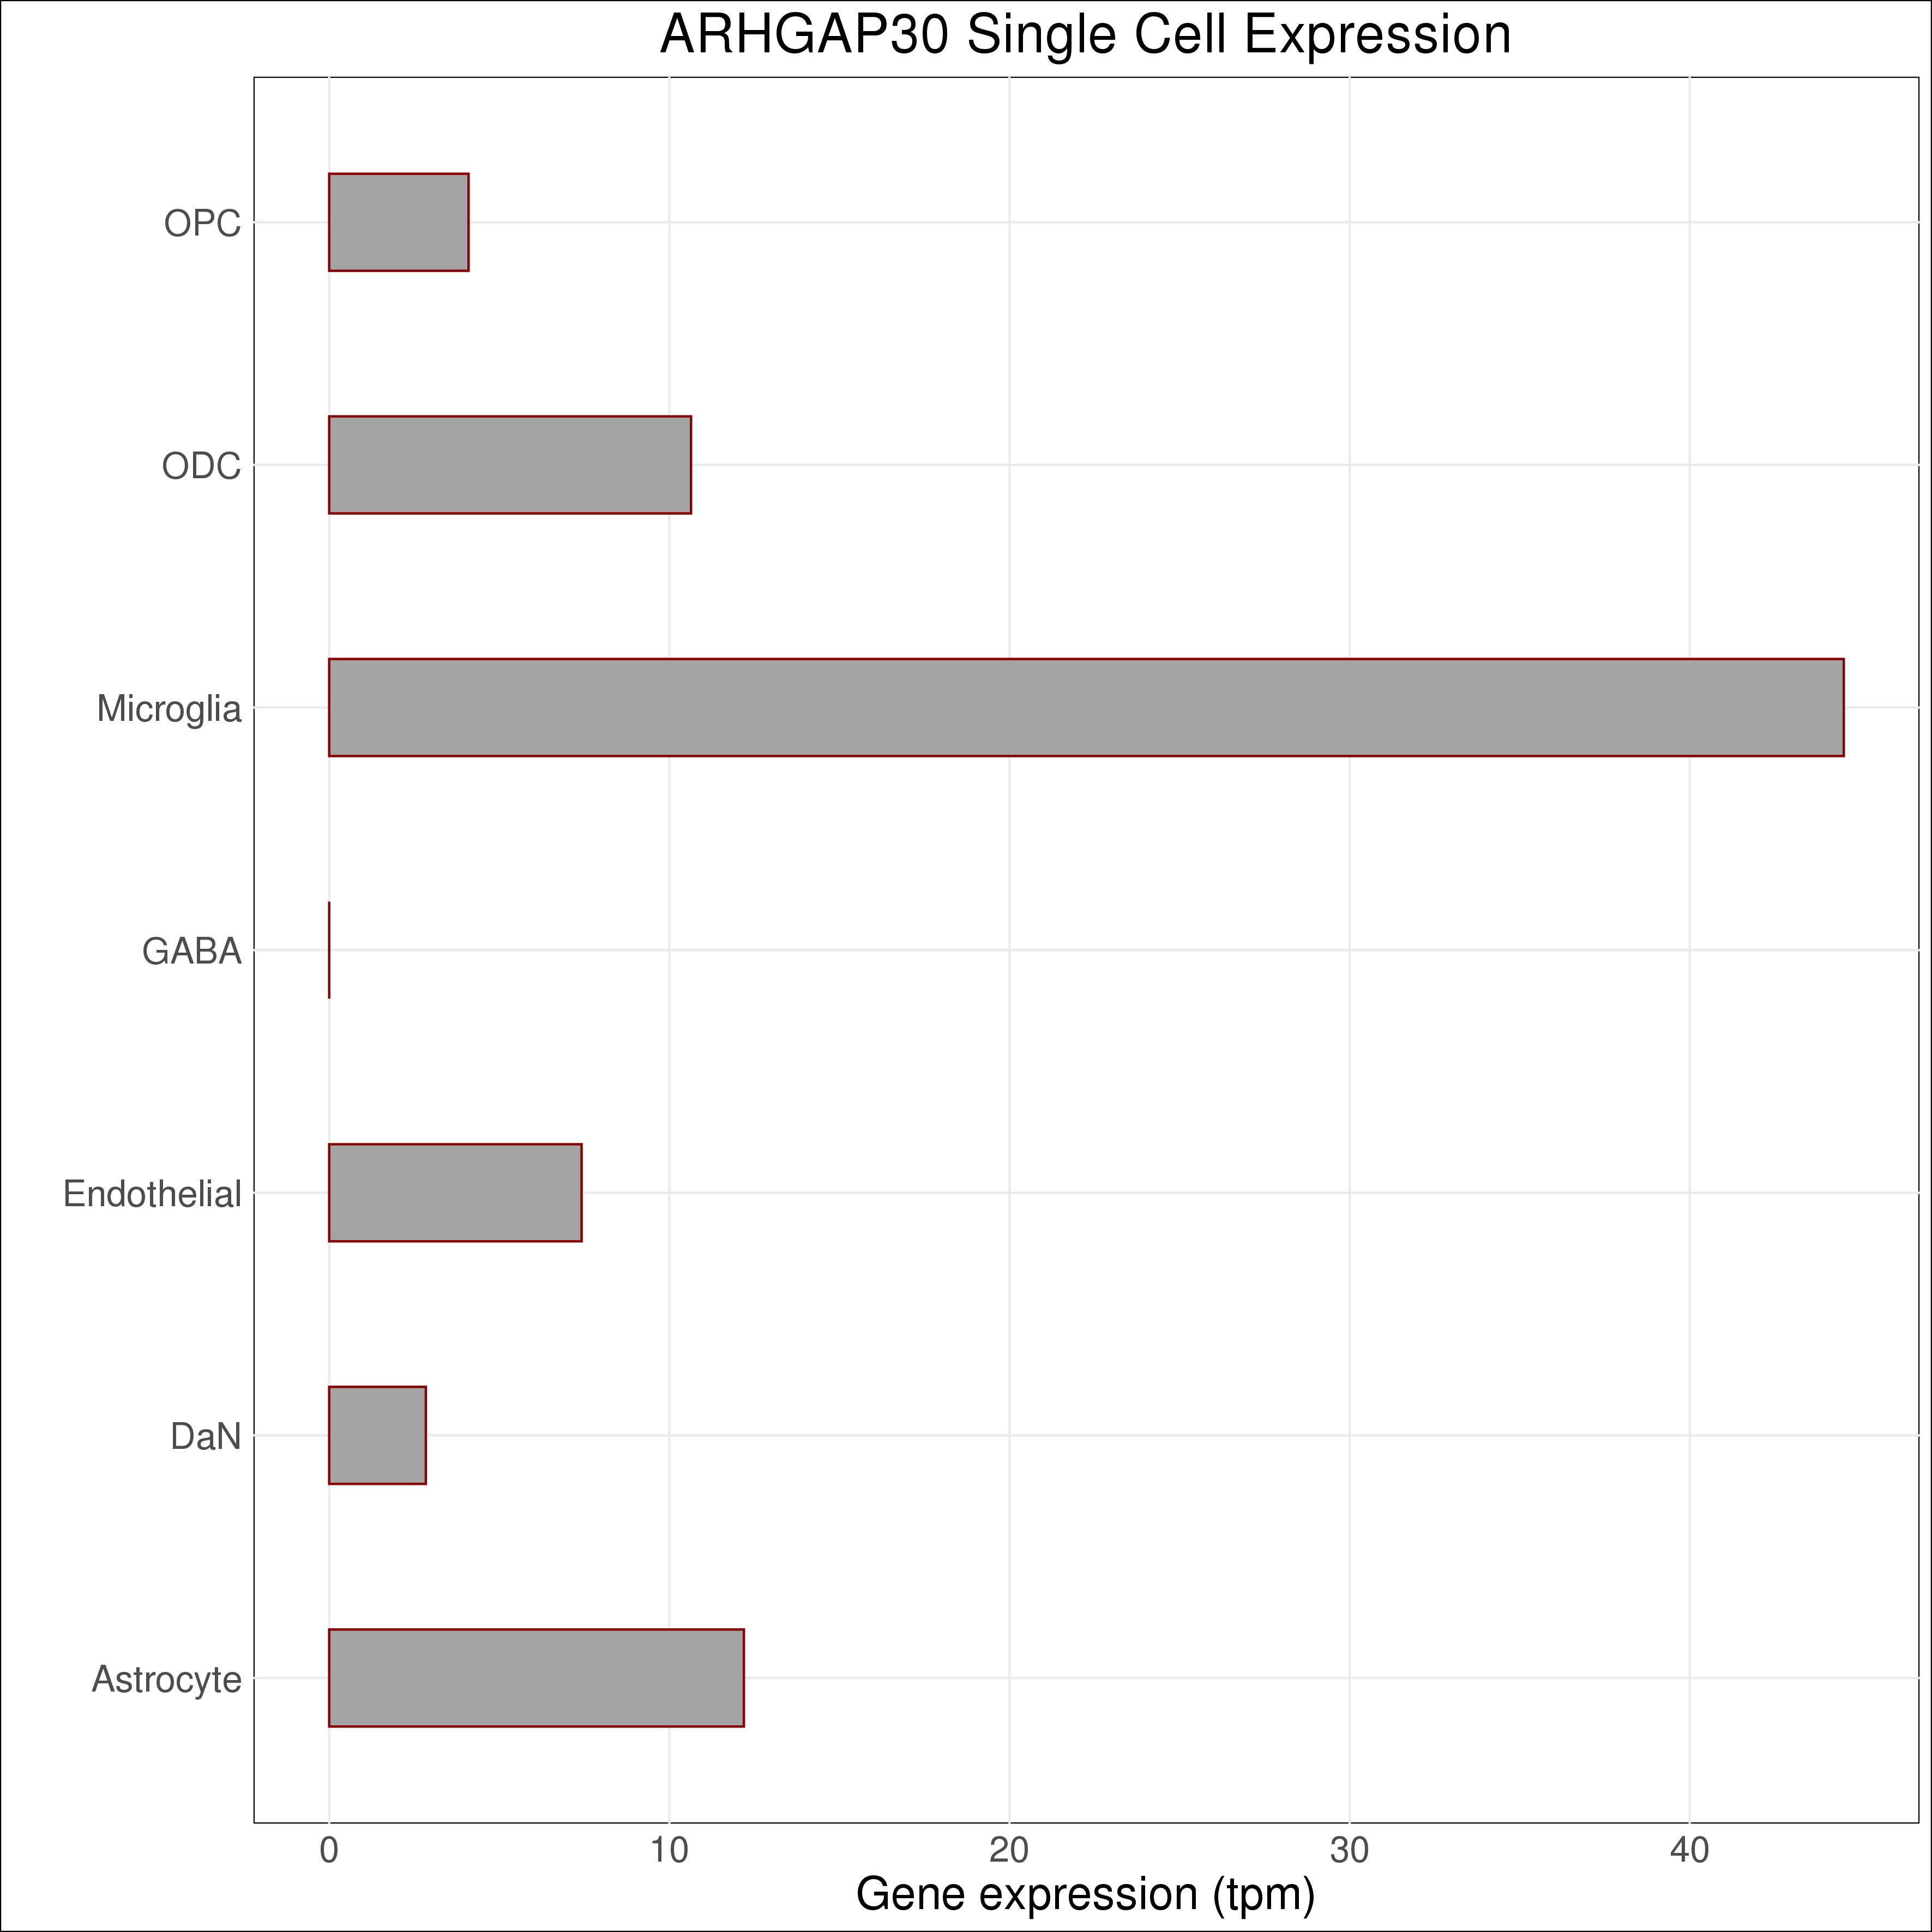 ARHGAP30 Single Cell Expression
OPC
ODC
Microglia
GABA
Endothelial
DaN
Astrocyte
0 10 20 30 40
Gene expression (tpm)